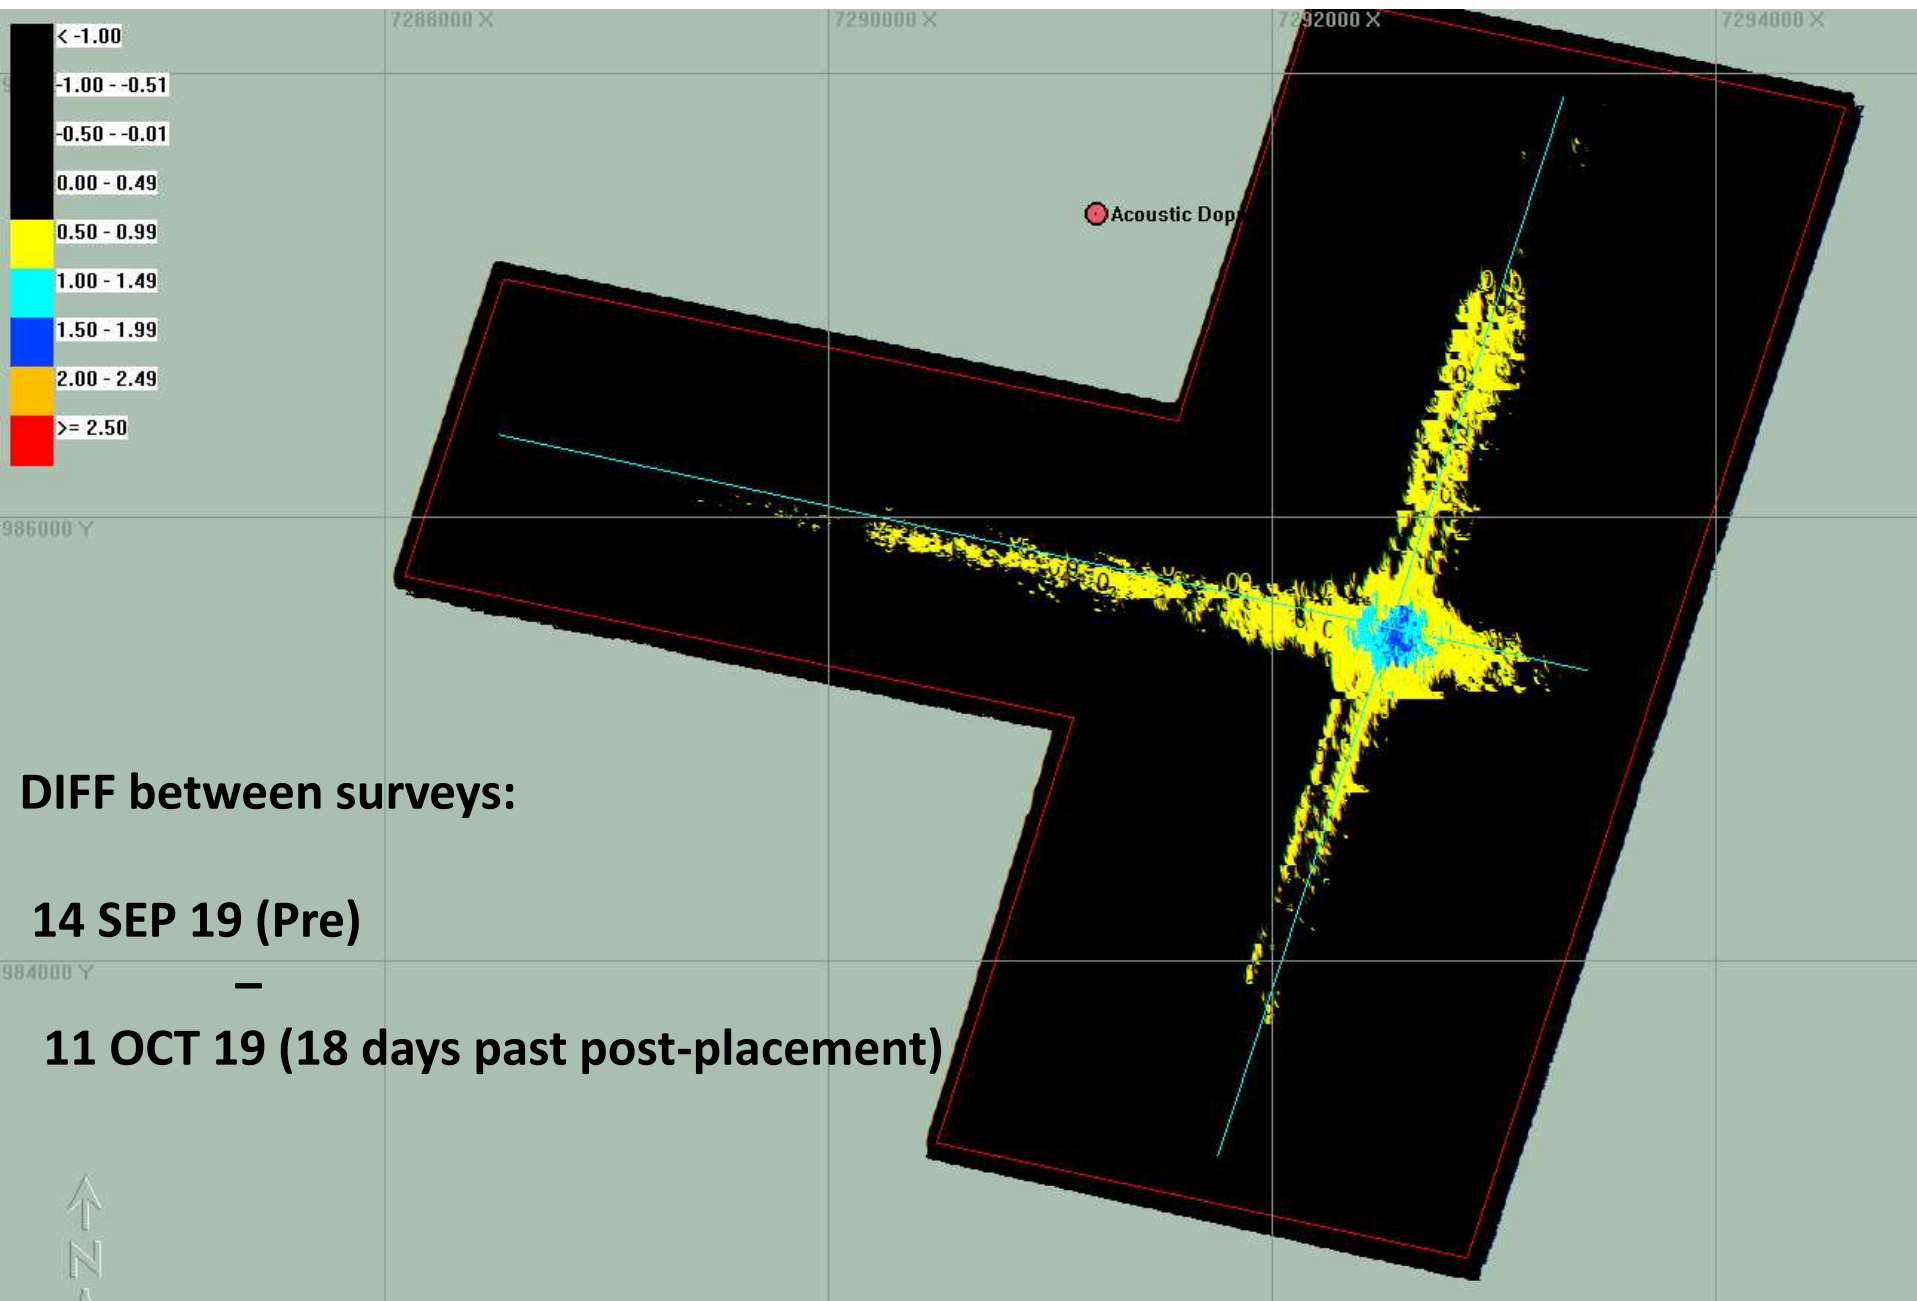 7288000 X
7290000 X
7292000 X
7294000 X
< -1.00
-1.00 - -0.51
-0.50 - -0.01
0.00 - 0.49
0.50 - 0.99
1.00 - 1.49
1.50 - 1.99
2.00 - 2.49
>= 2.50
Acoustic Dop
986000 Y
DIFF between surveys:
14 SEP 19 (Pre)
984000 Y
–
11 OCT 19 (18 days past post-placement)
N